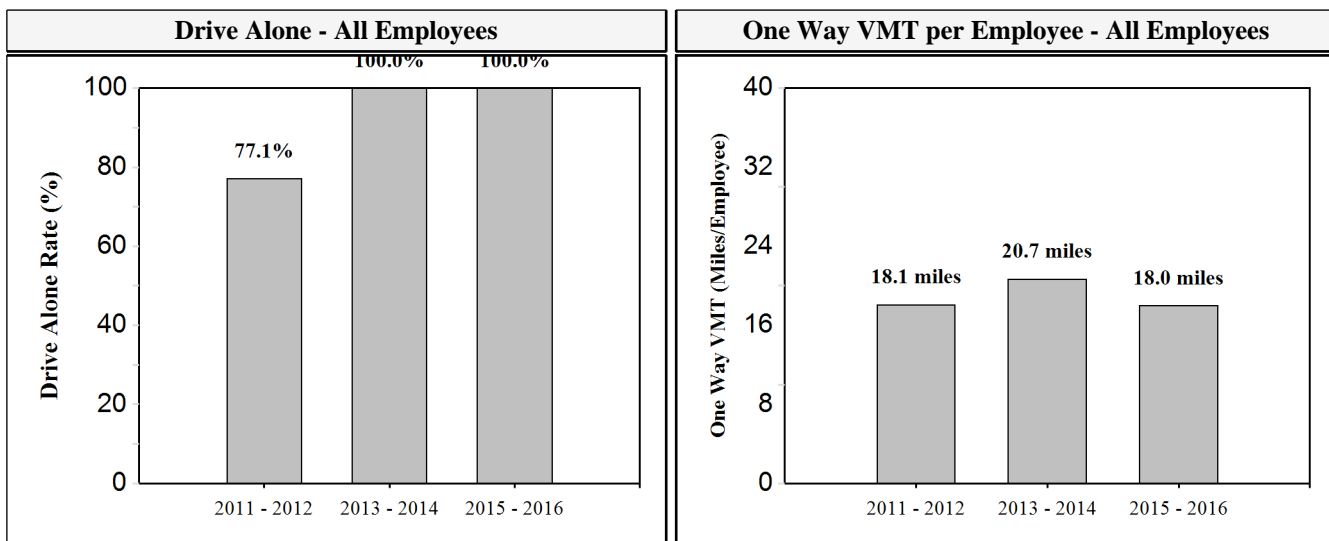 Drive Alone - All Employees
100.0% 100.0%
100
77.1%
80
60
40
20
0
Drive Alone Rate (%)
2011 - 2012 2013 - 2014 2015 - 2016
One Way VMT per Employee - All Employees
40
32
24
20.7 miles
18.1 miles 18.0 miles
16
8
0
One Way VMT (Miles/Employee)
2011 - 2012 2013 - 2014 2015 - 2016